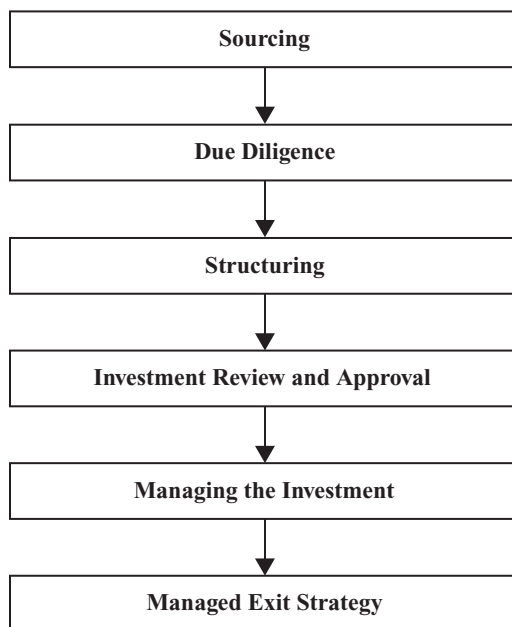 Sourcing
Due Diligence
Structuring
Investment Review and Approval
Managing the Investment
Managed Exit Strategy